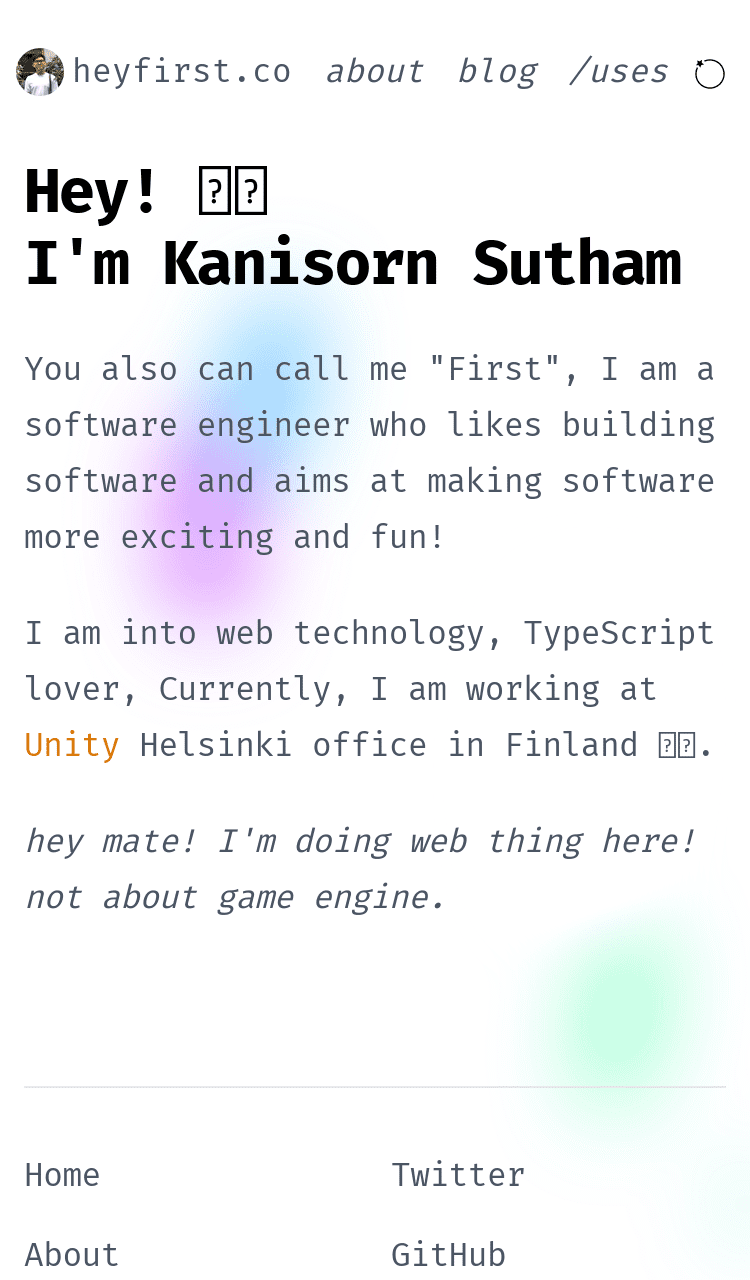 heyfirst.co about blog /uses
Hey!
I'm Kanisorn Sutham
You also can call me "First", I am a
software engineer who likes building
software and aims at making software
more exciting and fun!
I am into web technology, TypeScript
lover, Currently, I am working at
Unity Helsinki office in Finland .
hey mate! I'm doing web thing here!
not about game engine.
Home Twitter
About GitHub